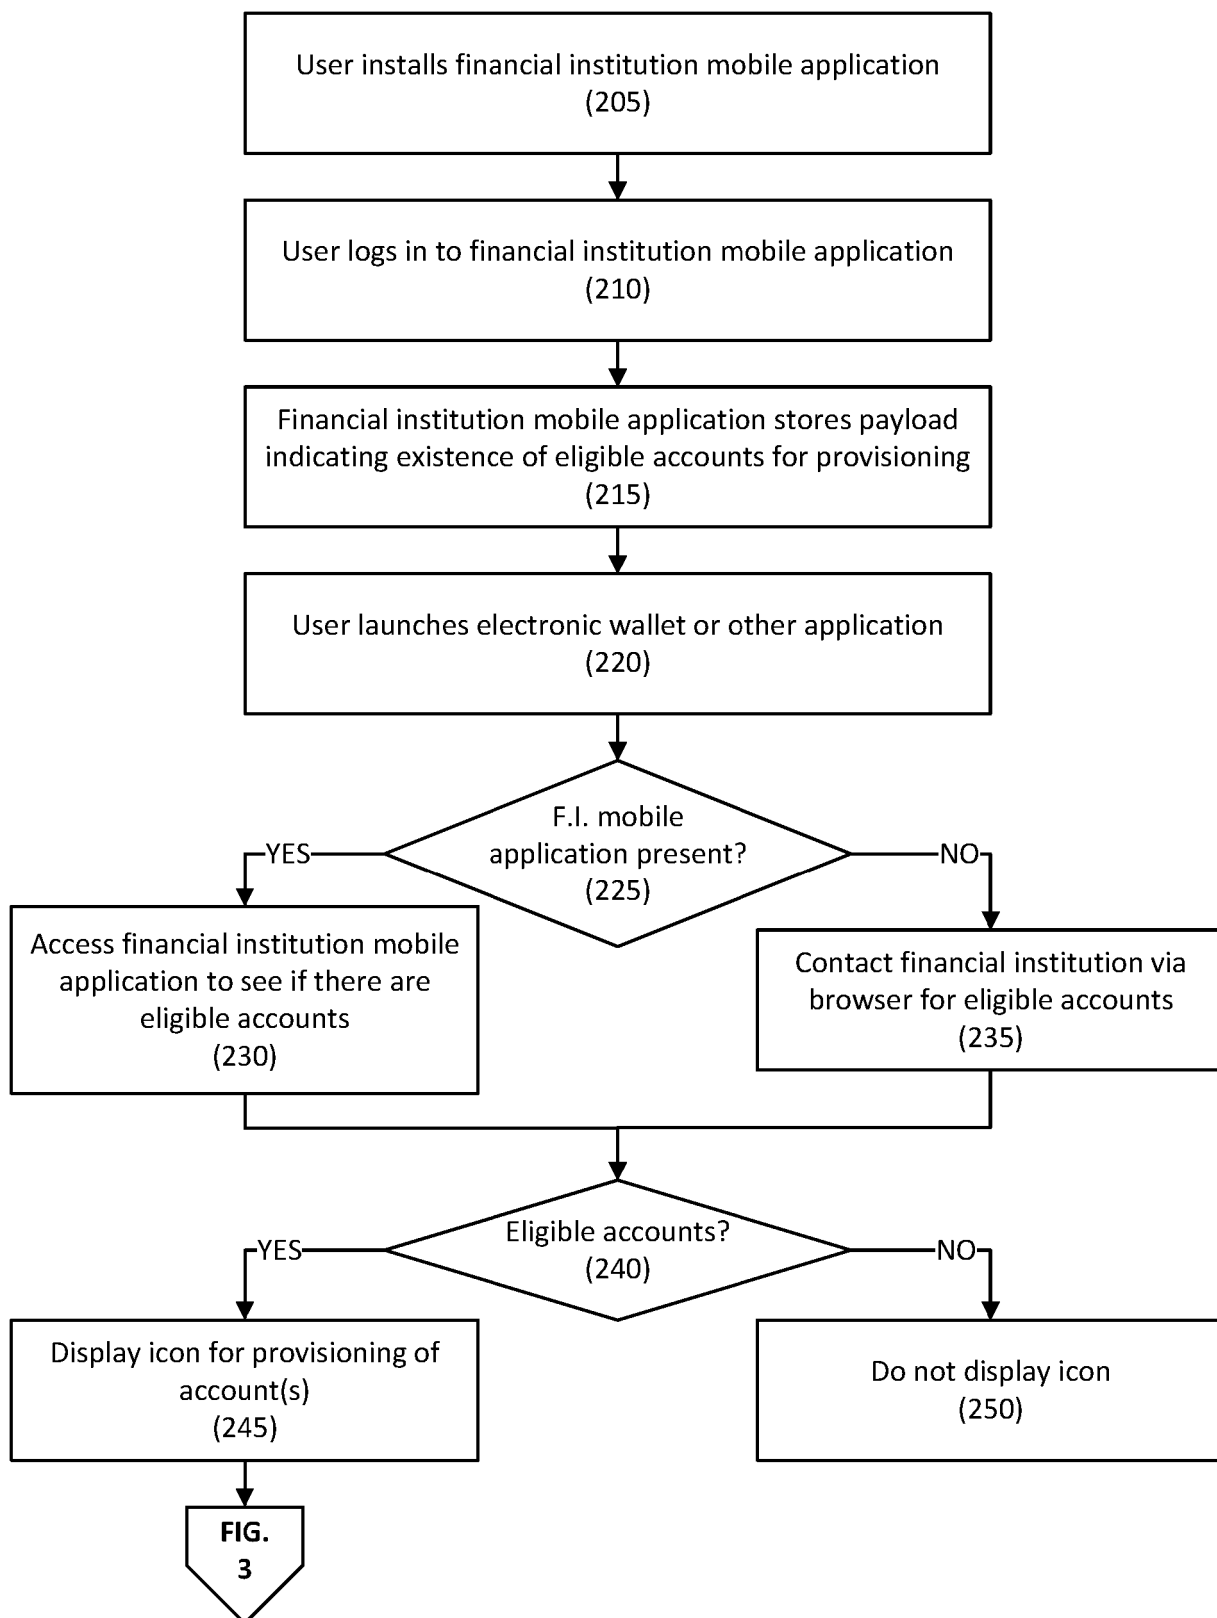 User installs financial institution mobile application
(205)
User logs in to financial institution mobile application
(210)
Financial institution mobile application stores payload
indicating existence of eligible accounts for provisioning
(215)
User launches electronic wallet or other application
(220)
F.I. mobile
application present?
(225)
YES
NO
Access financial institution mobile
application to see if there are
eligible accounts
(230)
Contact financial institution via
browser for eligible accounts
(235)
Eligible accounts?
(240)
YES
NO
Display icon for provisioning of
account(s)
(245)
Do not display icon
(250)
FIG.
3